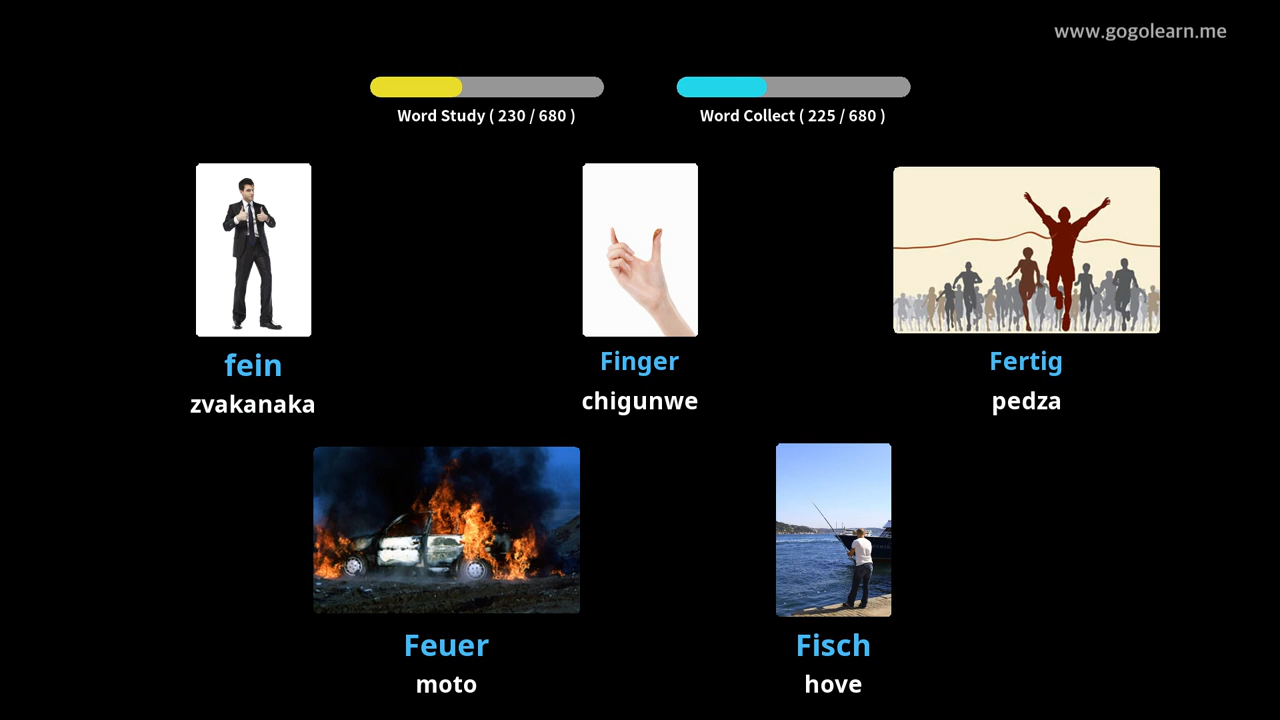 www.gogolearn.me
Word Study ( 230 / 680 )
Word Collect ( 225 / 680 )
fein
zvakanaka
Finger
chigunwe
Fertig
pedza
Feuer
moto
Fisch
hove